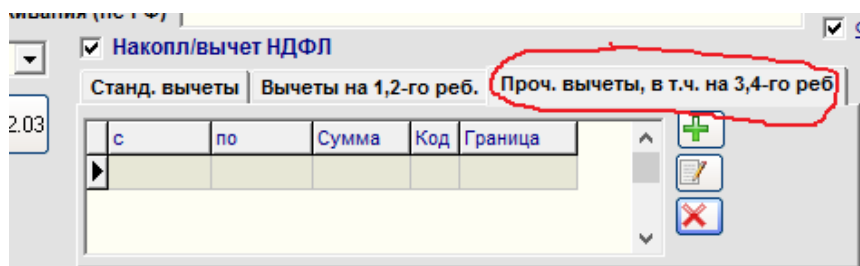 Накопл/вычет НДФЛ
Станд. вычеты Вычеты на 1,2-го реб. Проч. вычеты, в т.ч. на 3,4-го реб
2.03
с по Сумма Код Граница